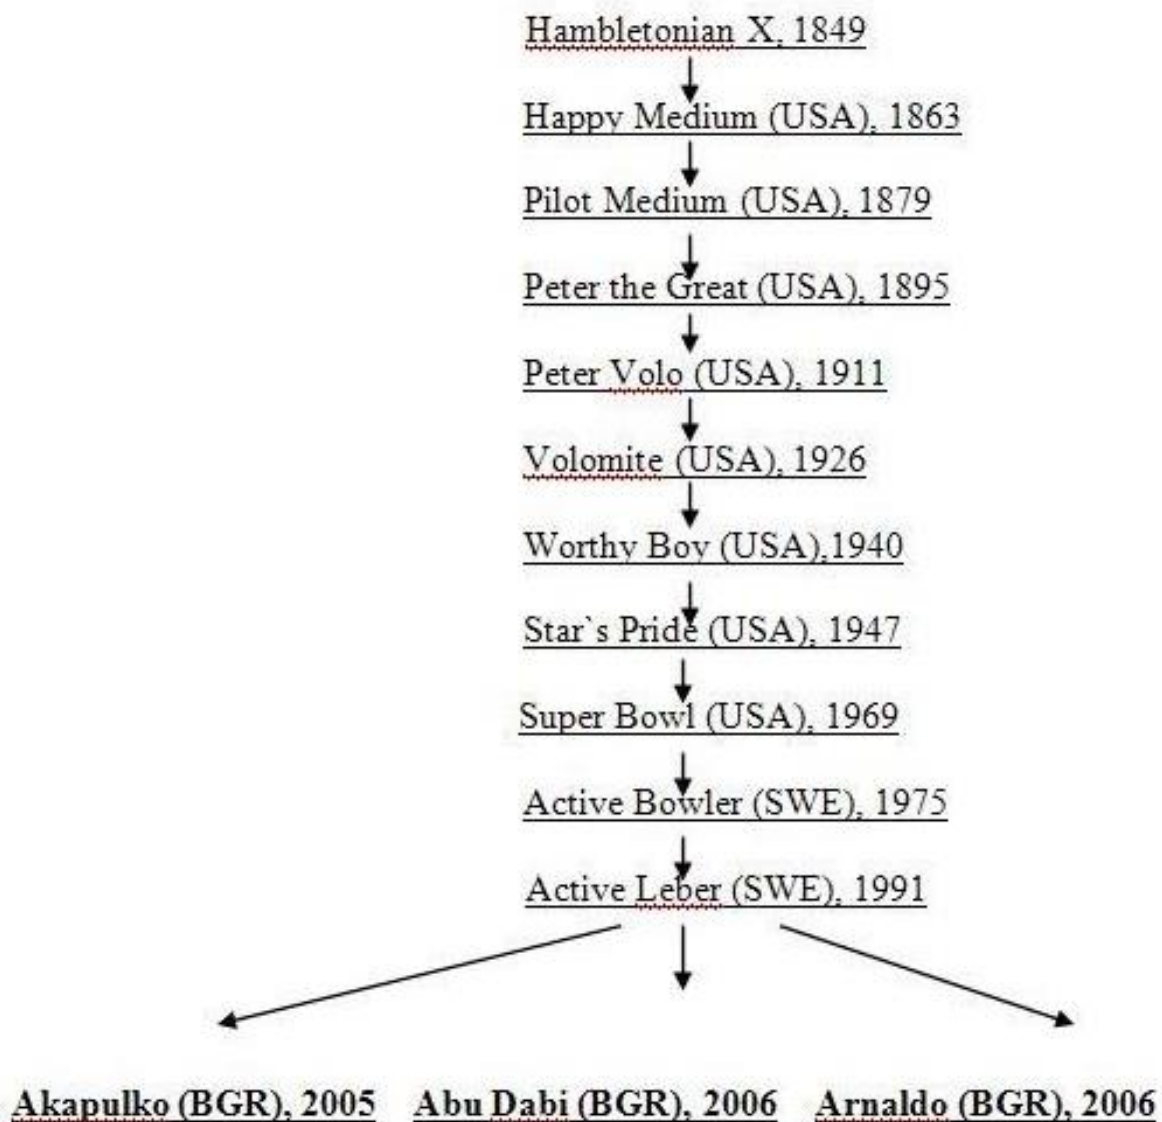 Hambletonian X, 1849
Happy Medium (USA), 1863
Pilot Medium (USA), 1879
Peter the Great (USA), 1895
Peter Volo (USA), 1911
Volomite (USA), 1926
Worthy Boy (USA),1940
Star`s Pride (USA), 1947
Super Bowl (USA), 1969
Active Bowler (SWE), 1975
Active Leber (SWE), 1991
Akapulko (BGR), 2005 Abu Dabi (BGR), 2006 Arnaldo (BGR), 2006